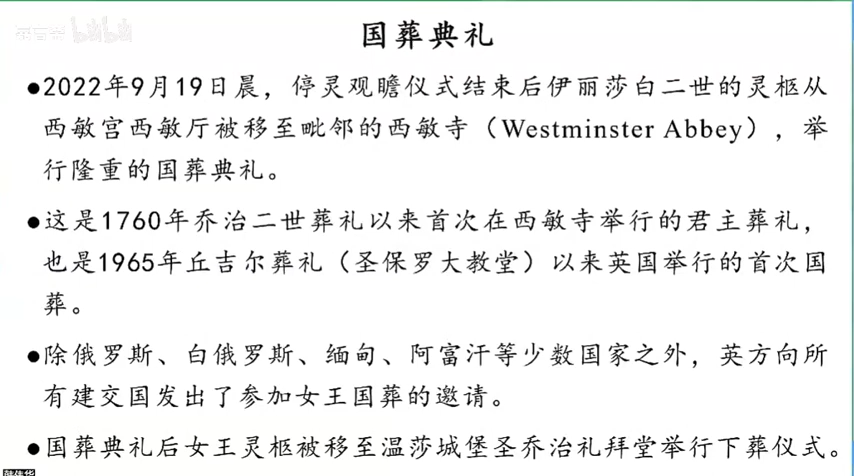 bilibili
国葬典礼
●2022年9月19日晨，停灵观瞻仪式结束后伊丽莎白二世的灵柩从
西敏宫西敏厅被移至毗邻的西敏寺（Westminster Abbey），举
行隆重的国葬典礼。
●这是1760年乔治二世葬礼以来首次在西敏寺举行的君主葬礼，
也是1965年丘吉尔葬礼（圣保罗大教堂）以来英国举行的首次国
葬。
●除俄罗斯、白俄罗斯、缅甸、阿富汗等少数国家之外，英方向所
有建交国发出了参加女王国葬的邀请。
●国葬典礼后女王灵柩被移至温莎城堡圣乔治礼拜堂举行下葬仪式。